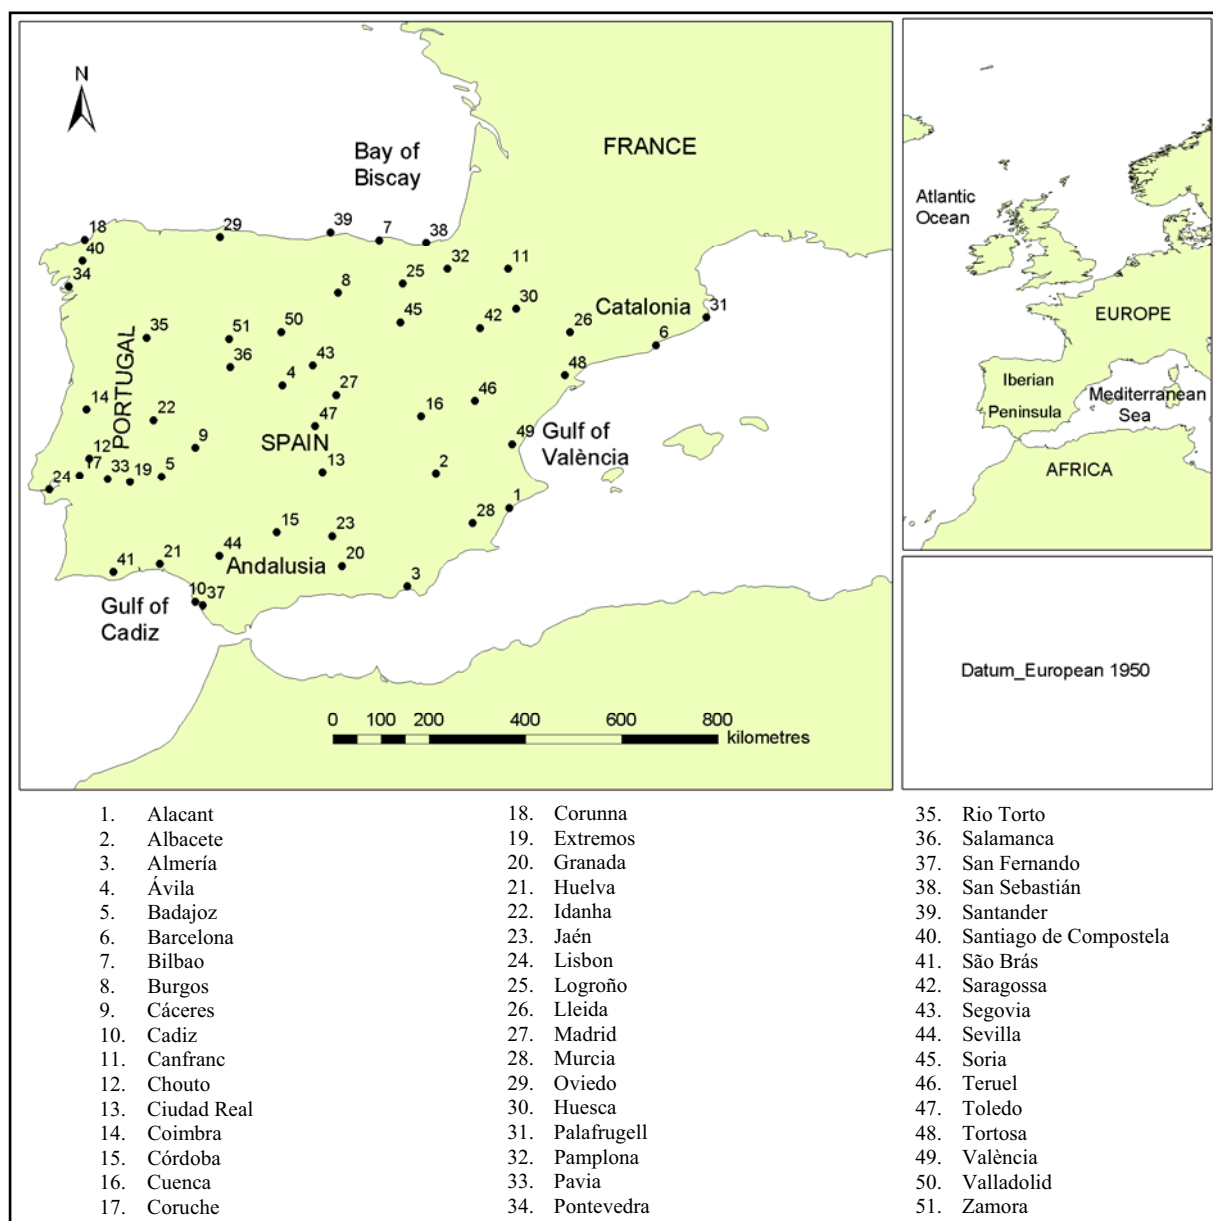 N
Bay of
Biscay
FRANCE
18
40
34
29
39
7
38
32
11
25
8
30
45
42
Catalonia
31
26
6
35
51
50
36
43
4
27
48
46
16
14
PORTUGAL
22
9
47
SPAIN
49
Gulf of
València
12
17
24
33
19
5
13
2
1
28
15
23
44
Andalusia
20
41
21
3
10
37
Gulf of
Cadiz
0 100 200 400 600 800
kilometres
Atlantic
Ocean
EUROPE
Iberian
Peninsula
Mediterranean
Sea
AFRICA
Datum_European 1950
1. Alacant
2. Albacete
3. Almería
4. Ávila
5. Badajoz
6. Barcelona
7. Bilbao
8. Burgos
9. Cáceres
10. Cadiz
11. Canfranc
12. Chouto
13. Ciudad Real
14. Coimbra
15. Córdoba
16. Cuenca
17. Coruche
18. Corunna
19. Extremos
20. Granada
21. Huelva
22. Idanha
23. Jaén
24. Lisbon
25. Logroño
26. Lleida
27. Madrid
28. Murcia
29. Oviedo
30. Huesca
31. Palafrugell
32. Pamplona
33. Pavia
34. Pontevedra
35. Rio Torto
36. Salamanca
37. San Fernando
38. San Sebastián
39. Santander
40. Santiago de Compostela
41. São Brás
42. Saragossa
43. Segovia
44. Sevilla
45. Soria
46. Teruel
47. Toledo
48. Tortosa
49. València
50. Valladolid
51. Zamora